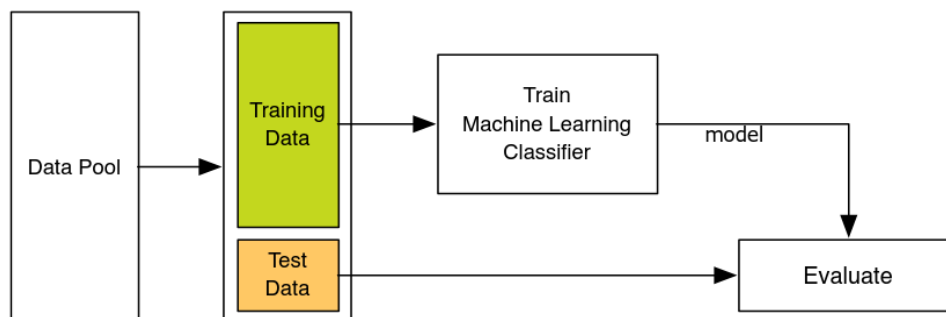 Data Pool
Training
Data
Test
Data
Train
Machine Learning
Classifier
model
Evaluate